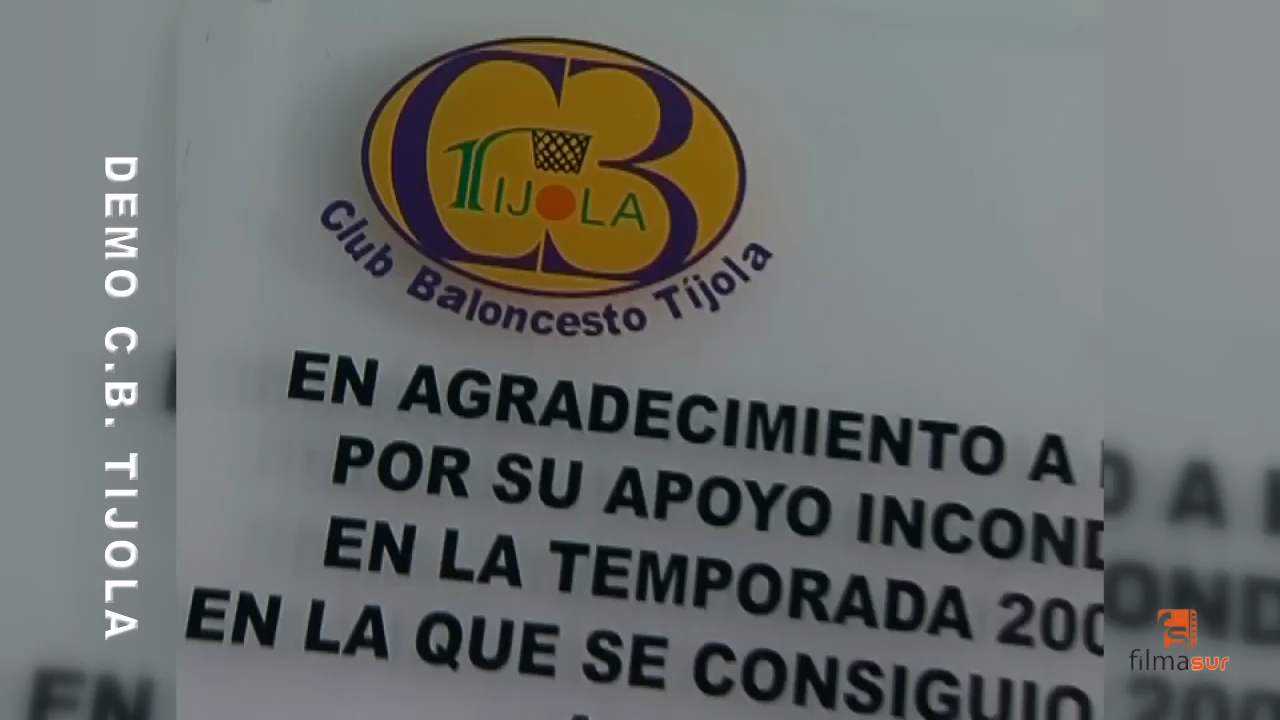 DEMO C.B. TIJOLA
CB
TIJOLA
Club Baloncesto Tíjola
EN AGRADECIMIENTO A
POR SU APOYO INCOND
EN LA TEMPORADA 200
EN LA QUE SE CONSIGUIO
filmasur